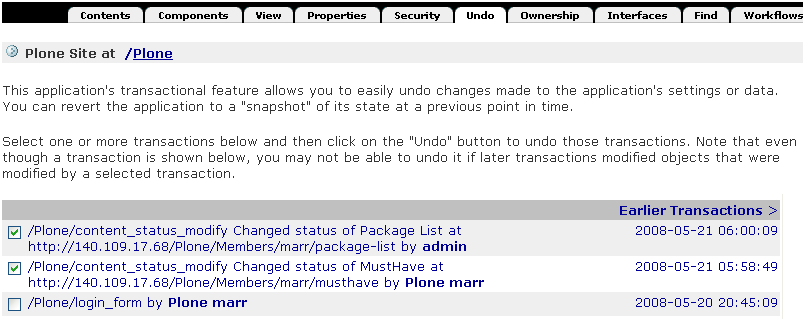 Contents Components View Properties Security Undo Ownership Interfaces Find Workflows
Plone Site at /Plone
This application's transactional feature allows you to easily undo changes made to the application's settings or data.
You can revert the application to a "snapshot" of its state at a previous point in time.
Select one or more transactions below and then click on the "Undo" button to undo those transactions. Note that even
though a transaction is shown below, you may not be able to undo it if later transactions modified objects that were
modified by a selected transaction.
Earlier Transactions >
/Plone/content_status_modify Changed status of Package List at 2008-05-21 06:00:09
http://140.109.17.68/Plone/Members/marr/package-list by admin
/Plone/content_status_modify Changed status of MustHave at 2008-05-21 05:58:49
http://140.109.17.68/Plone/Members/marr/musthave by Plone marr
/Plone/login_form by Plone marr 2008-05-20 20:45:09